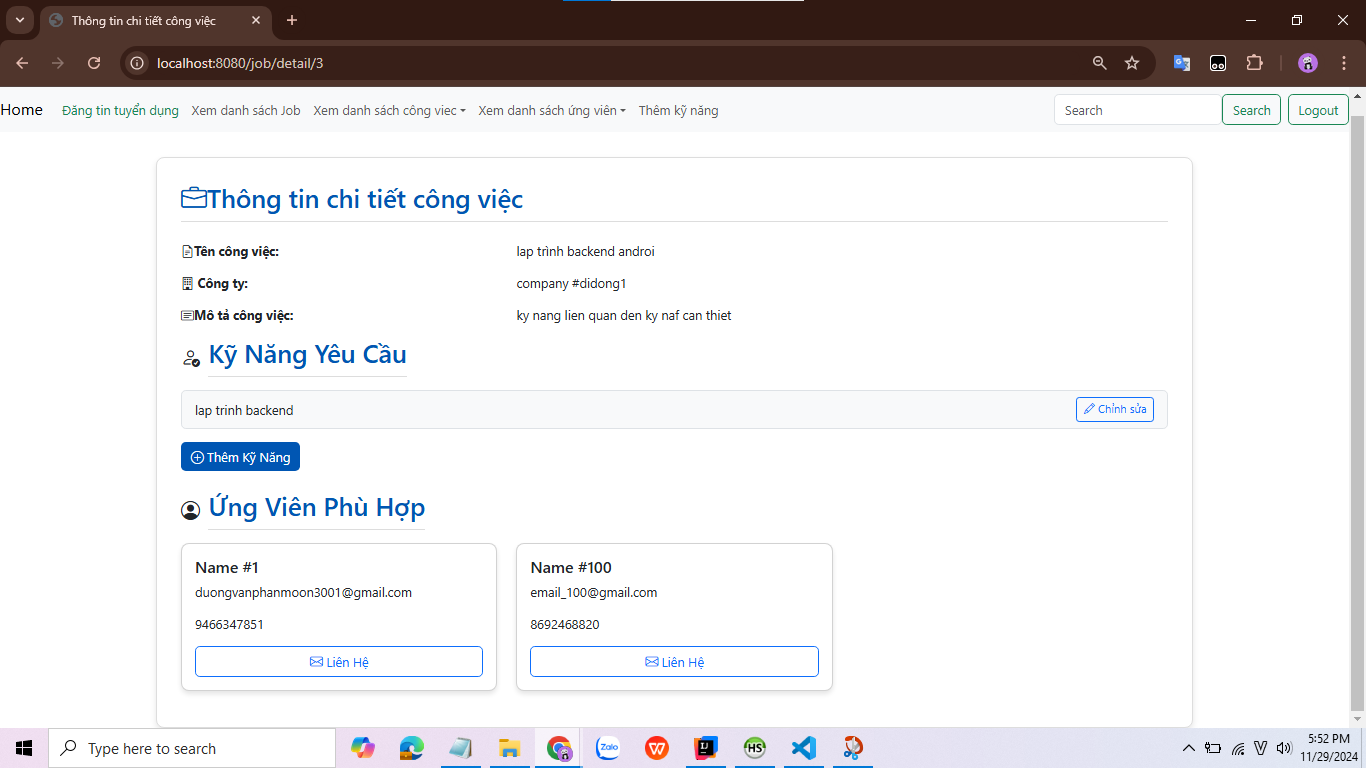 Thông tin chi tiết công việc
localhost:8080/job/detail/3
Home Đăng tin tuyển dụng Xem danh sách Job Xem danh sách công viec Xem danh sách ứng viên Thêm kỹ năng Search Search Logout
Thông tin chi tiết công việc
Tên công việc: lap trình backend androi
Công ty: company #didong1
Mô tả công việc: ky nang lien quan den ky naf can thiet
Kỹ Năng Yêu Cầu
lap trinh backend Chỉnh sửa
Thêm Kỹ Năng
Ứng Viên Phù Hợp
Name #1
duongvanphanmoon3001@gmail.com
9466347851
Liên Hệ
Name #100
email_100@gmail.com
8692468820
Liên Hệ
Type here to search
Zalo
W
IJ
HS
V
5:52 PM
11/29/2024